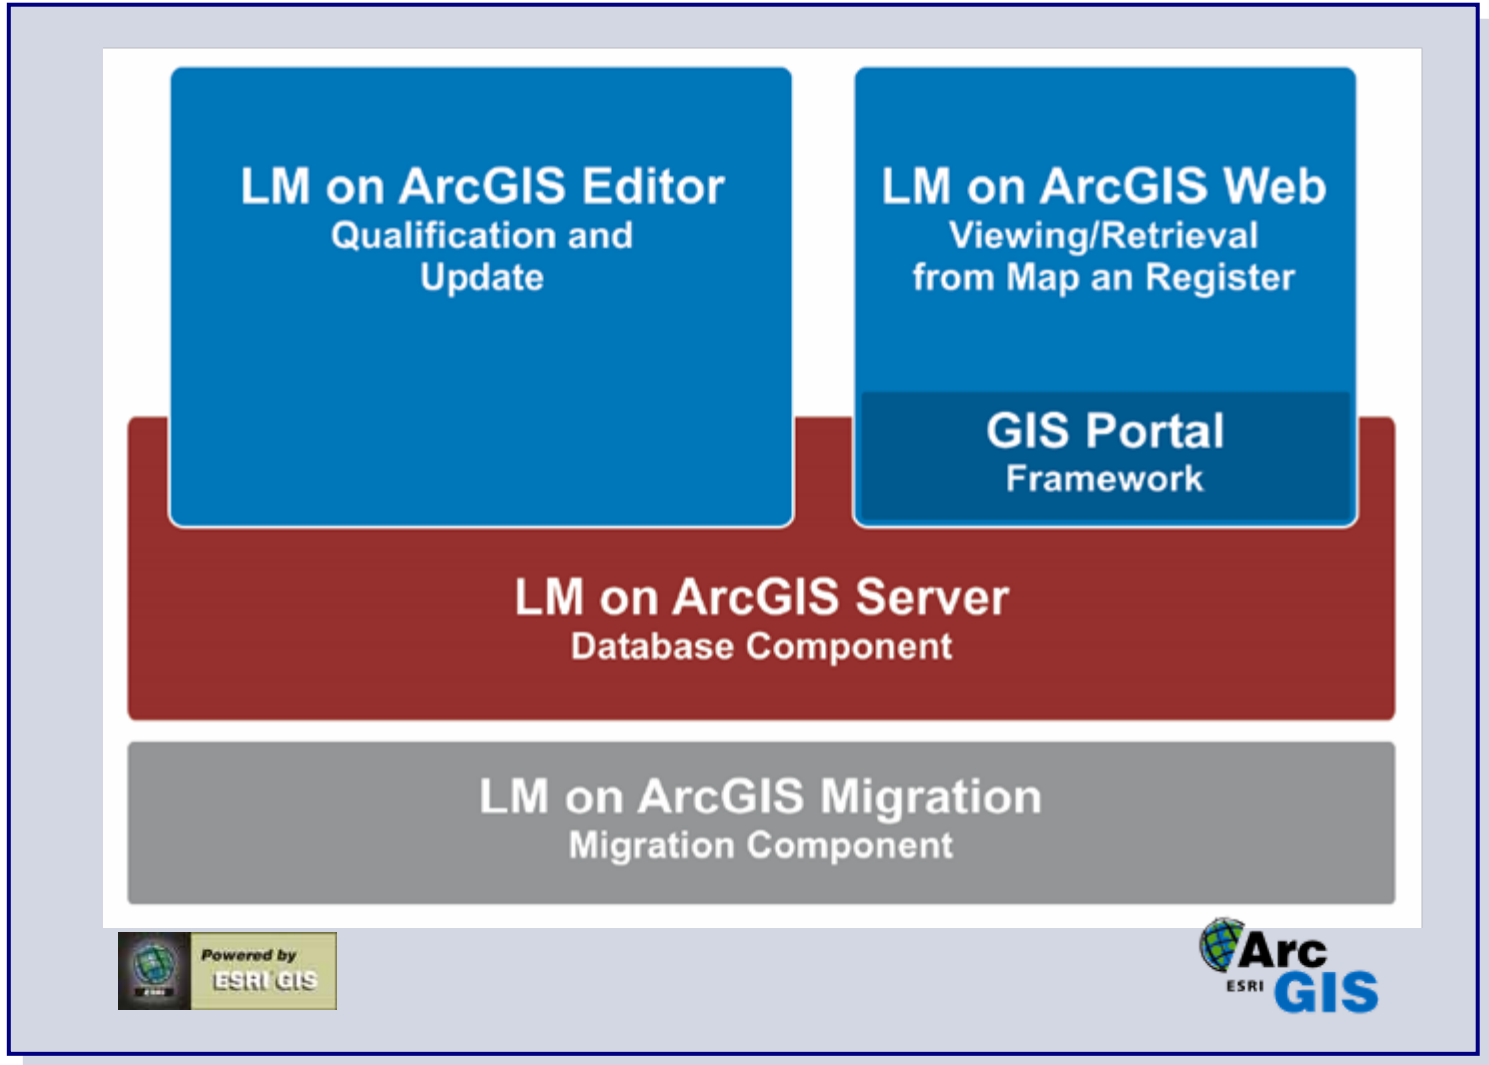 LM on ArcGIS Editor
Qualification and
Update
LM on ArcGIS Web
Viewing/Retrieval
from Map an Register
GIS Portal
Framework
LM on ArcGIS Server
Database Component
LM on ArcGIS Migration
Migration Component
Powered by
ESRI GIS
ESRI
Arc
ESRI
GIS